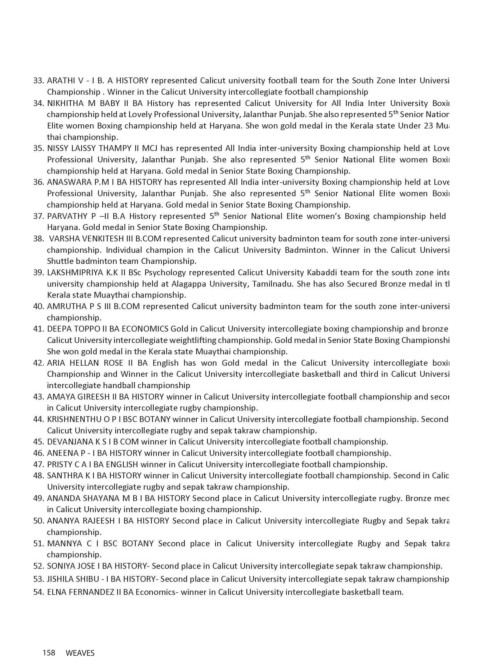 33. ARATHI V - I B. A HISTORY represented Calicut university football team for the South Zone Inter Universi
Championship . Winner in the Calicut University intercollegiate football championship
34. NIKHITHA M BABY II BA History has represented Calicut University for All India Inter University Boxi
championship held at Lovely Professional University, Jalanthar Punjab. She also represented 5th Senior Nation
Elite women Boxing championship held at Haryana. She won gold medal in the Kerala state Under 23 Mua
thai championship.
35. NISSY LAISSY THAMPY II MCJ has represented All India inter-university Boxing championship held at Love
Professional University, Jalanthar Punjab. She also represented 5th Senior National Elite women Boxi
championship held at Haryana. Gold medal in Senior State Boxing Championship.
36. ANASWARA P.M I BA HISTORY has represented All India inter-university Boxing championship held at Love
Professional University, Jalanthar Punjab. She also represented 5th Senior National Elite women Boxi
championship held at Haryana. Gold medal in Senior State Boxing Championship.
37. PARVATHY P –II B.A History represented 5th Senior National Elite women's Boxing championship held
Haryana. Gold medal in Senior State Boxing Championship.
38. VARSHA VENKITESH III B.COM represented Calicut university badminton team for south zone inter-universi
championship. Individual champion in the Calicut University Badminton. Winner in the Calicut Universi
Shuttle badminton team Championship.
39. LAKSHMIPRIYA K.K II BSc Psychology represented Calicut University Kabaddi team for the south zone inte
university championship held at Alagappa University, Tamilnadu. She has also Secured Bronze medal in th
Kerala state Muaythai championship.
40. AMRUTHA P S III B.COM represented Calicut university badminton team for the south zone inter-universi
championship.
41. DEEPA TOPPO II BA ECONOMICS Gold in Calicut University intercollegiate boxing championship and bronze
Calicut University intercollegiate weightlifting championship. Gold medal in Senior State Boxing Championshi
She won gold medal in the Kerala state Muaythai championship.
42. ARIA HELLAN ROSE II BA English has won Gold medal in the Calicut University intercollegiate boxi
Championship and Winner in the Calicut University intercollegiate basketball and third in Calicut Universi
intercollegiate handball championship
43. AMAYA GIREESH II BA HISTORY winner in Calicut University intercollegiate football championship and secon
in Calicut University intercollegiate rugby championship.
44. KRISHNENTHU O P I BSC BOTANY winner in Calicut University intercollegiate football championship. Second
Calicut University intercollegiate rugby and sepak takraw championship.
45. DEVANJANA K S I B COM winner in Calicut University intercollegiate football championship.
46. ANEENA P - I BA HISTORY winner in Calicut University intercollegiate football championship.
47. PRISTY C A I BA ENGLISH winner in Calicut University intercollegiate football championship.
48. SANTHRA K I BA HISTORY winner in Calicut University intercollegiate football championship. Second in Calic
University intercollegiate rugby and sepak takraw championship.
49. ANANDA SHAYANA M B I BA HISTORY Second place in Calicut University intercollegiate rugby. Bronze med
in Calicut University intercollegiate boxing championship.
50. ANANYA RAJEESH I BA HISTORY Second place in Calicut University intercollegiate Rugby and Sepak takra
championship.
51. MANNYA C I BSC BOTANY Second place in Calicut University intercollegiate Rugby and Sepak takra
championship.
52. SONIYA JOSE I BA HISTORY- Second place in Calicut University intercollegiate sepak takraw championship.
53. JISHILA SHIBU - I BA HISTORY- Second place in Calicut University intercollegiate sepak takraw championship
54. ELNA FERNANDEZ II BA Economics- winner in Calicut University intercollegiate basketball team.
158 WEAVES